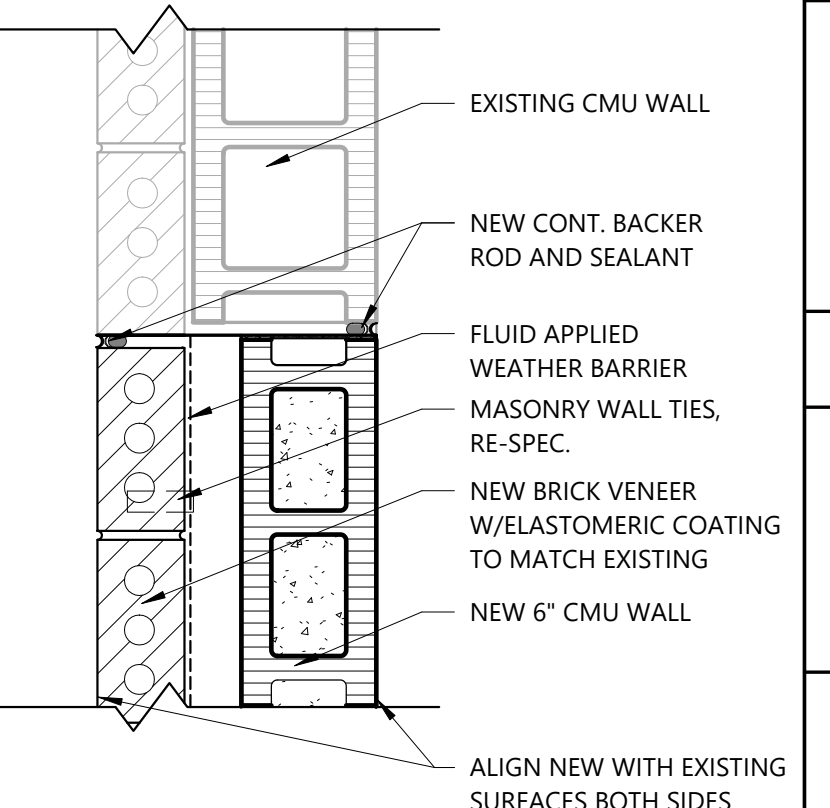 EXISTING CMU WALL
NEW CONT. BACKER
ROD AND SEALANT
FLUID APPLIED
WEATHER BARRIER
MASONRY WALL TIES,
RE-SPEC.
NEW BRICK VENEER
W/ELASTOMERIC COATING
TO MATCH EXISTING
NEW 6" CMU WALL
ALIGN NEW WITH EXISTING
SURFACES BOTH SIDES